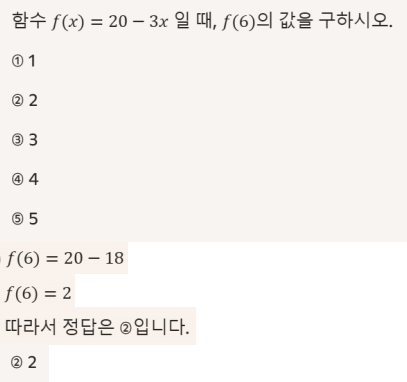 함수 f(x) = 20 − 3x 일 때, f(6)의 값을 구하시오.
① 1
② 2
③ 3
④ 4
⑤ 5
f(6) = 20 − 18
f(6) = 2
따라서 정답은 ②입니다.
② 2